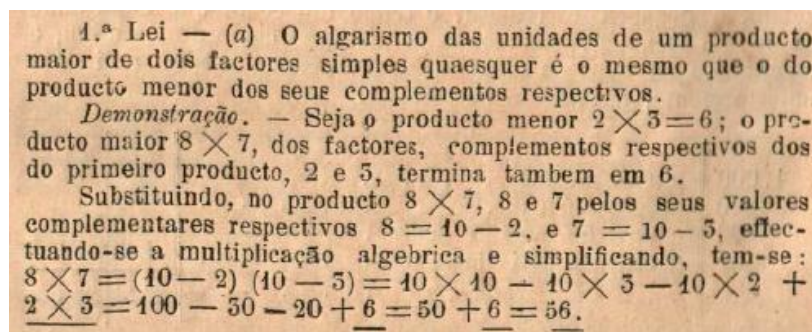 1.ª Lei — (a) O algarismo das unidades de um producto
maior de dois factores simples quaesquer é o mesmo que o do
producto menor dos seus complementos respectivos.
Demonstração. — Seja o producto menor 2 × 3 = 6; o pro-
ducto maior 8 × 7, dos factores, complementos respectivos dos
do primeiro producto, 2 e 3, termina tambem em 6.
Substituindo, no producto 8 × 7, 8 e 7 pelos seus valores
complementares respectivos 8 = 10 — 2, e 7 = 10 — 3, effec-
tuando-se a multiplicação algebrica e simplificando, tem-se:
8 × 7 = (10 — 2) (10 — 3) = 10 × 10 — 10 × 3 — 10 × 2 +
2 × 3 = 100 — 30 — 20 + 6 = 50 + 6 = 56.